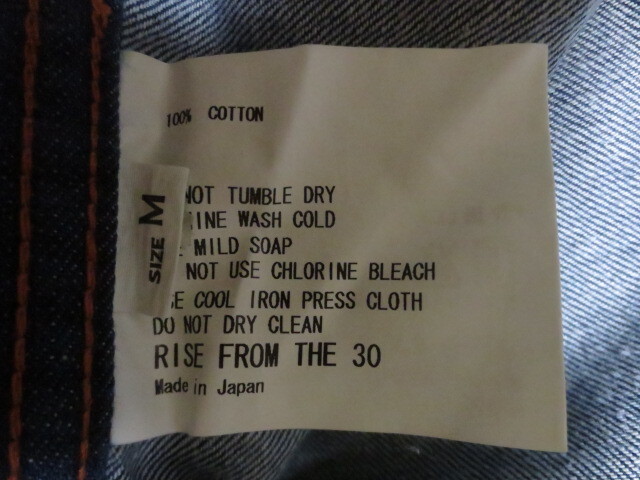 100% COTTON
NOT TUMBLE DRY
INE WASH COLD
MILD SOAP
NOT USE CHLORINE BLEACH
E COOL IRON PRESS CLOTH
DO NOT DRY CLEAN
RISE FROM THE 30
Made in Japan
SIZE M